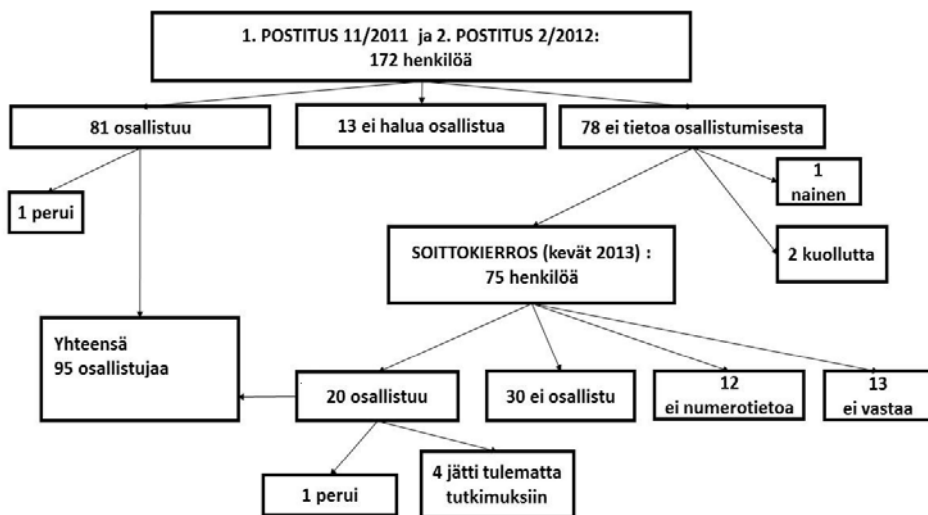 1. POSTITUS 11/2011 ja 2. POSTITUS 2/2012:
172 henkilöä
81 osallistuu
13 ei halua osallistua
78 ei tietoa osallistumisesta
1 perui
1
nainen
2 kuollutta
SOITTOKIERROS (kevät 2013) :
75 henkilöä
Yhteensä
95 osallistujaa
20 osallistuu
30 ei osallistu
12
ei numerotietoa
13
ei vastaa
1 perui
4 jätti tulematta
tutkimuksiin